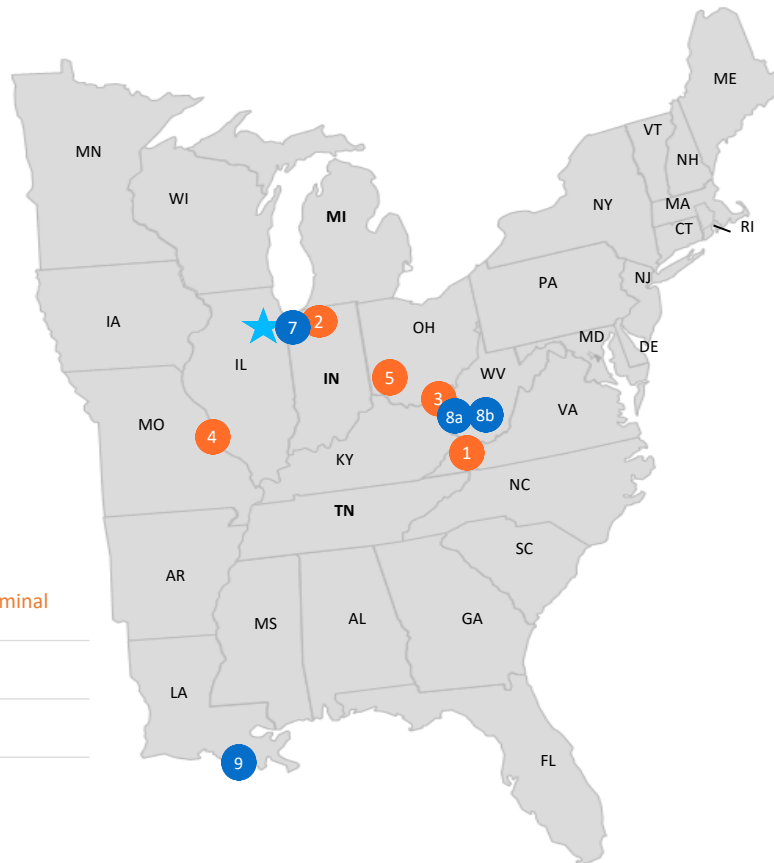 ME
VT
MN
NH
WI
MA
NY
MI
CT
RI
NJ
PA
IA
7
2
OH
MD
DE
IL
WV
IN
5
3
VA
8a
8b
MO
4
1
KY
NC
TN
SC
AR
minal
MS
AL
GA
LA
FL
9